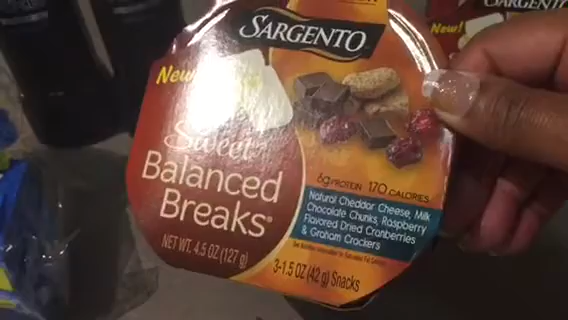 SARGENTO
SARGENTO
New!
New!
Sweet
Balanced
Breaks®
6g PROTEIN 170 CALORIES
Natural Cheddar Cheese, Milk
Chocolate Chunks, Raspberry
Flavored Dried Cranberries
& Graham Crackers
NET WT. 4.5 OZ (127 g)
3-1.5 OZ (42 g) Snacks